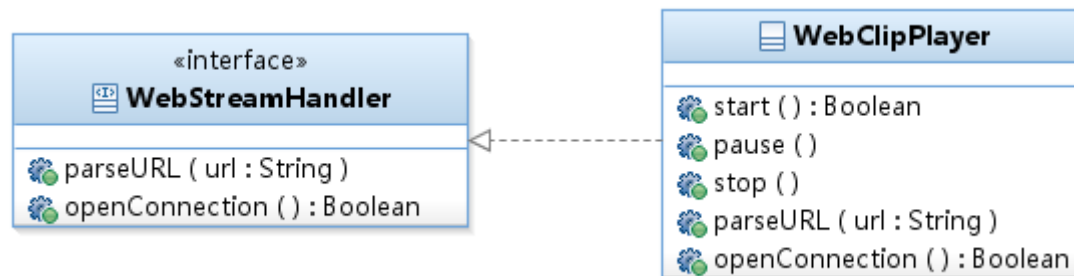 «interface»
WebStreamHandler
parseURL ( url : String )
openConnection ( ) : Boolean
WebClipPlayer
start ( ) : Boolean
pause ( )
stop ( )
parseURL ( url : String )
openConnection ( ) : Boolean